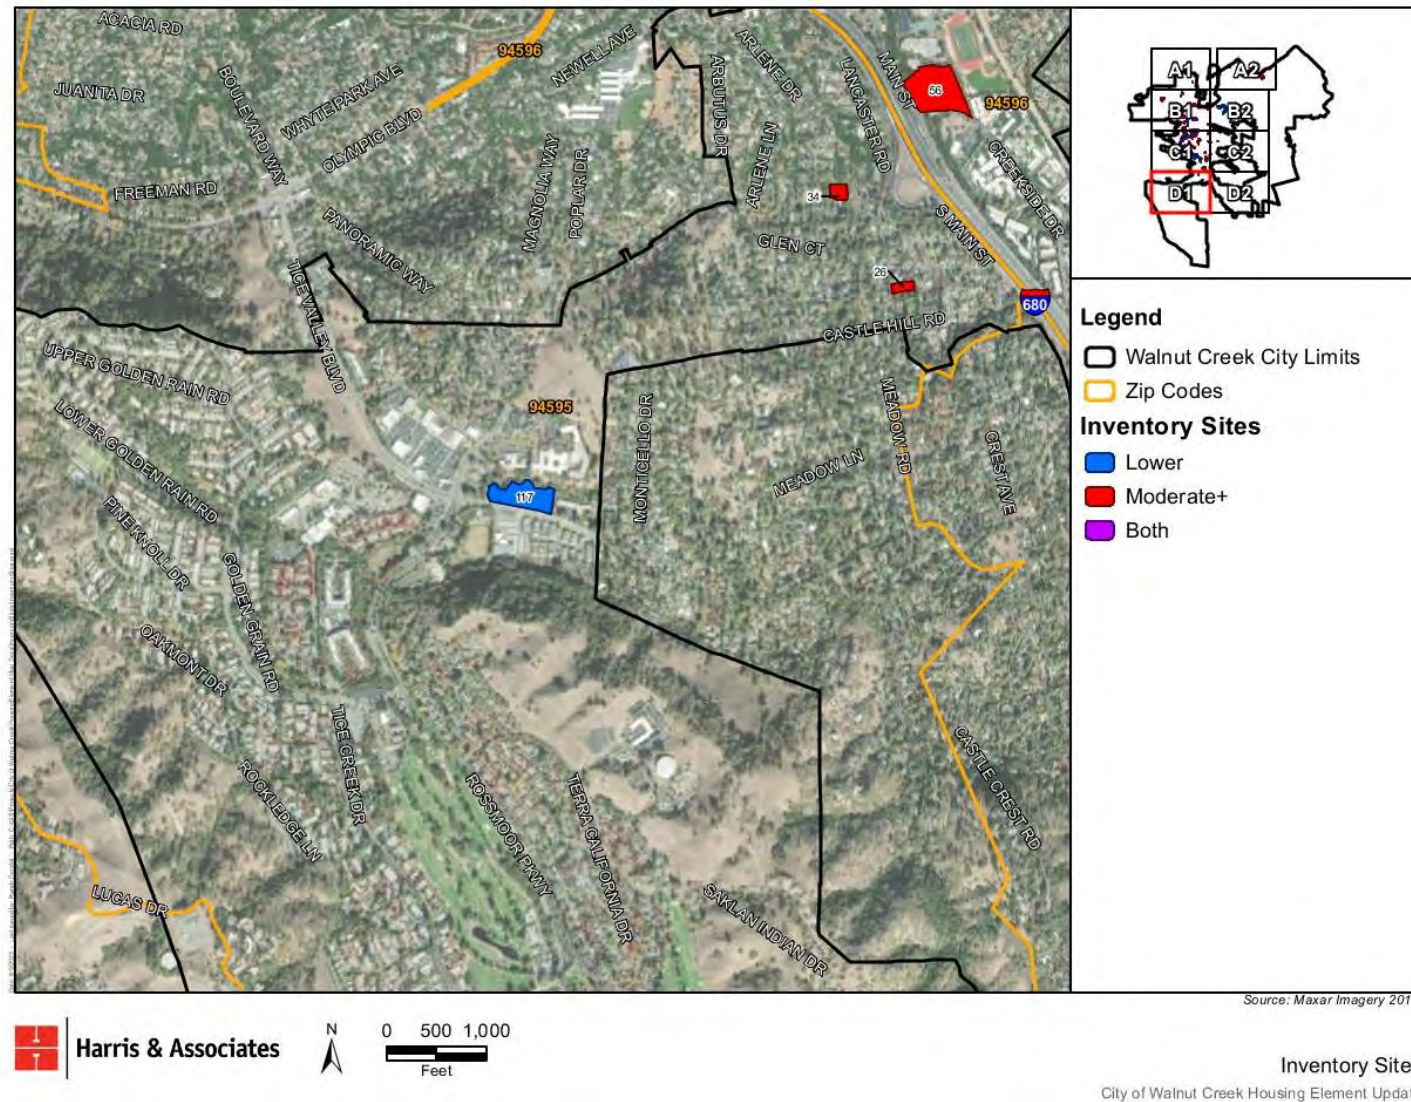 ACACIA RD
JUANITA DR
BOULEVARD WAY
WHYTE PARK AVE
OLYMPIC BLVD
94596
NEWELL AVE
ARBUTUS DR
ARLENE DR
LANCASTER RD
MAIN ST
56
94596
CREEKSIDE DR
FREEMAN RD
PANORAMIC WAY
MAGNOLIA WAY
POPLAR DR
ARLENE LN
34
GLEN CT
S MAIN ST
26
680
CASTLE HILL RD
TICE VALLEY BLVD
UPPER GOLDEN RAIN RD
LOWER GOLDEN RAIN RD
94595
MONTICELLO DR
MEADOW RD
MEADOW LN
CREST AVE
117
PINE KNOLL DR
GOLDEN GRAIN RD
OAKMONT DR
TICE CREEK DR
ROCKLEDGE LN
ROSSMOOR PKWY
TERRA CALIFORNIA DR
CASTLE CREST RD
LUCAS DR
SAKLAN INDIAN DR
A1
A2
B1
B2
C1
C2
D1
D2
Legend
Walnut Creek City Limits
Zip Codes
Inventory Sites
Lower
Moderate+
Both
Source: Maxar Imagery 201
Harris & Associates
N
0 500 1,000
Feet
Inventory Site
City of Walnut Creek Housing Element Updat